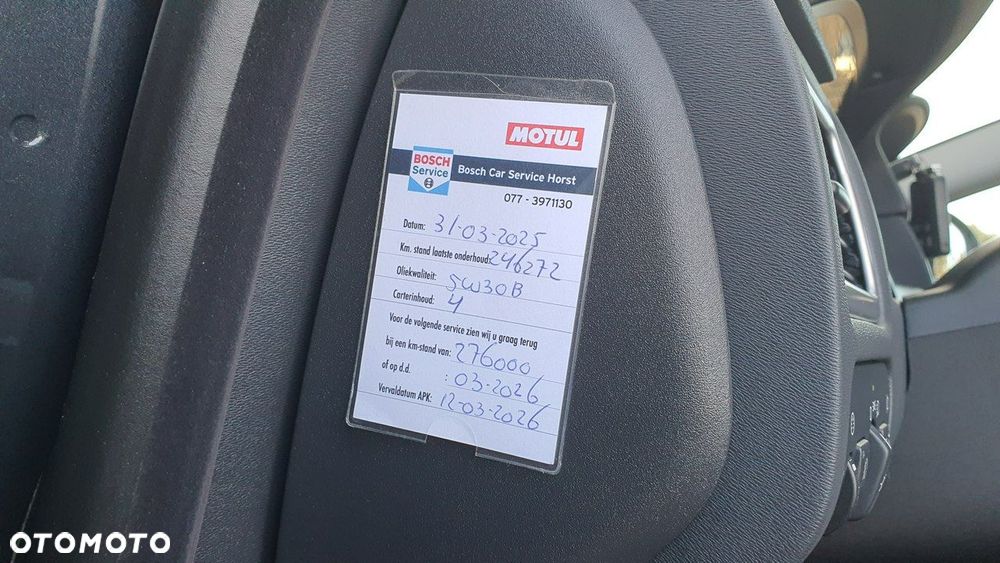 MOTUL
BOSCH
Service
Bosch Car Service Horst
077 - 3971130
Datum: 31-03-2025
Km. stand laatste onderhoud: 246272
Oliekwaliteit: 5W30B
Carterinhoud: 4
Voor de volgende service zien wij u graag terug
bij een km-stand van: 276000
of op d.d. : 03-2026
Vervaldatum APK: 12-03-2026
OTOMOTO